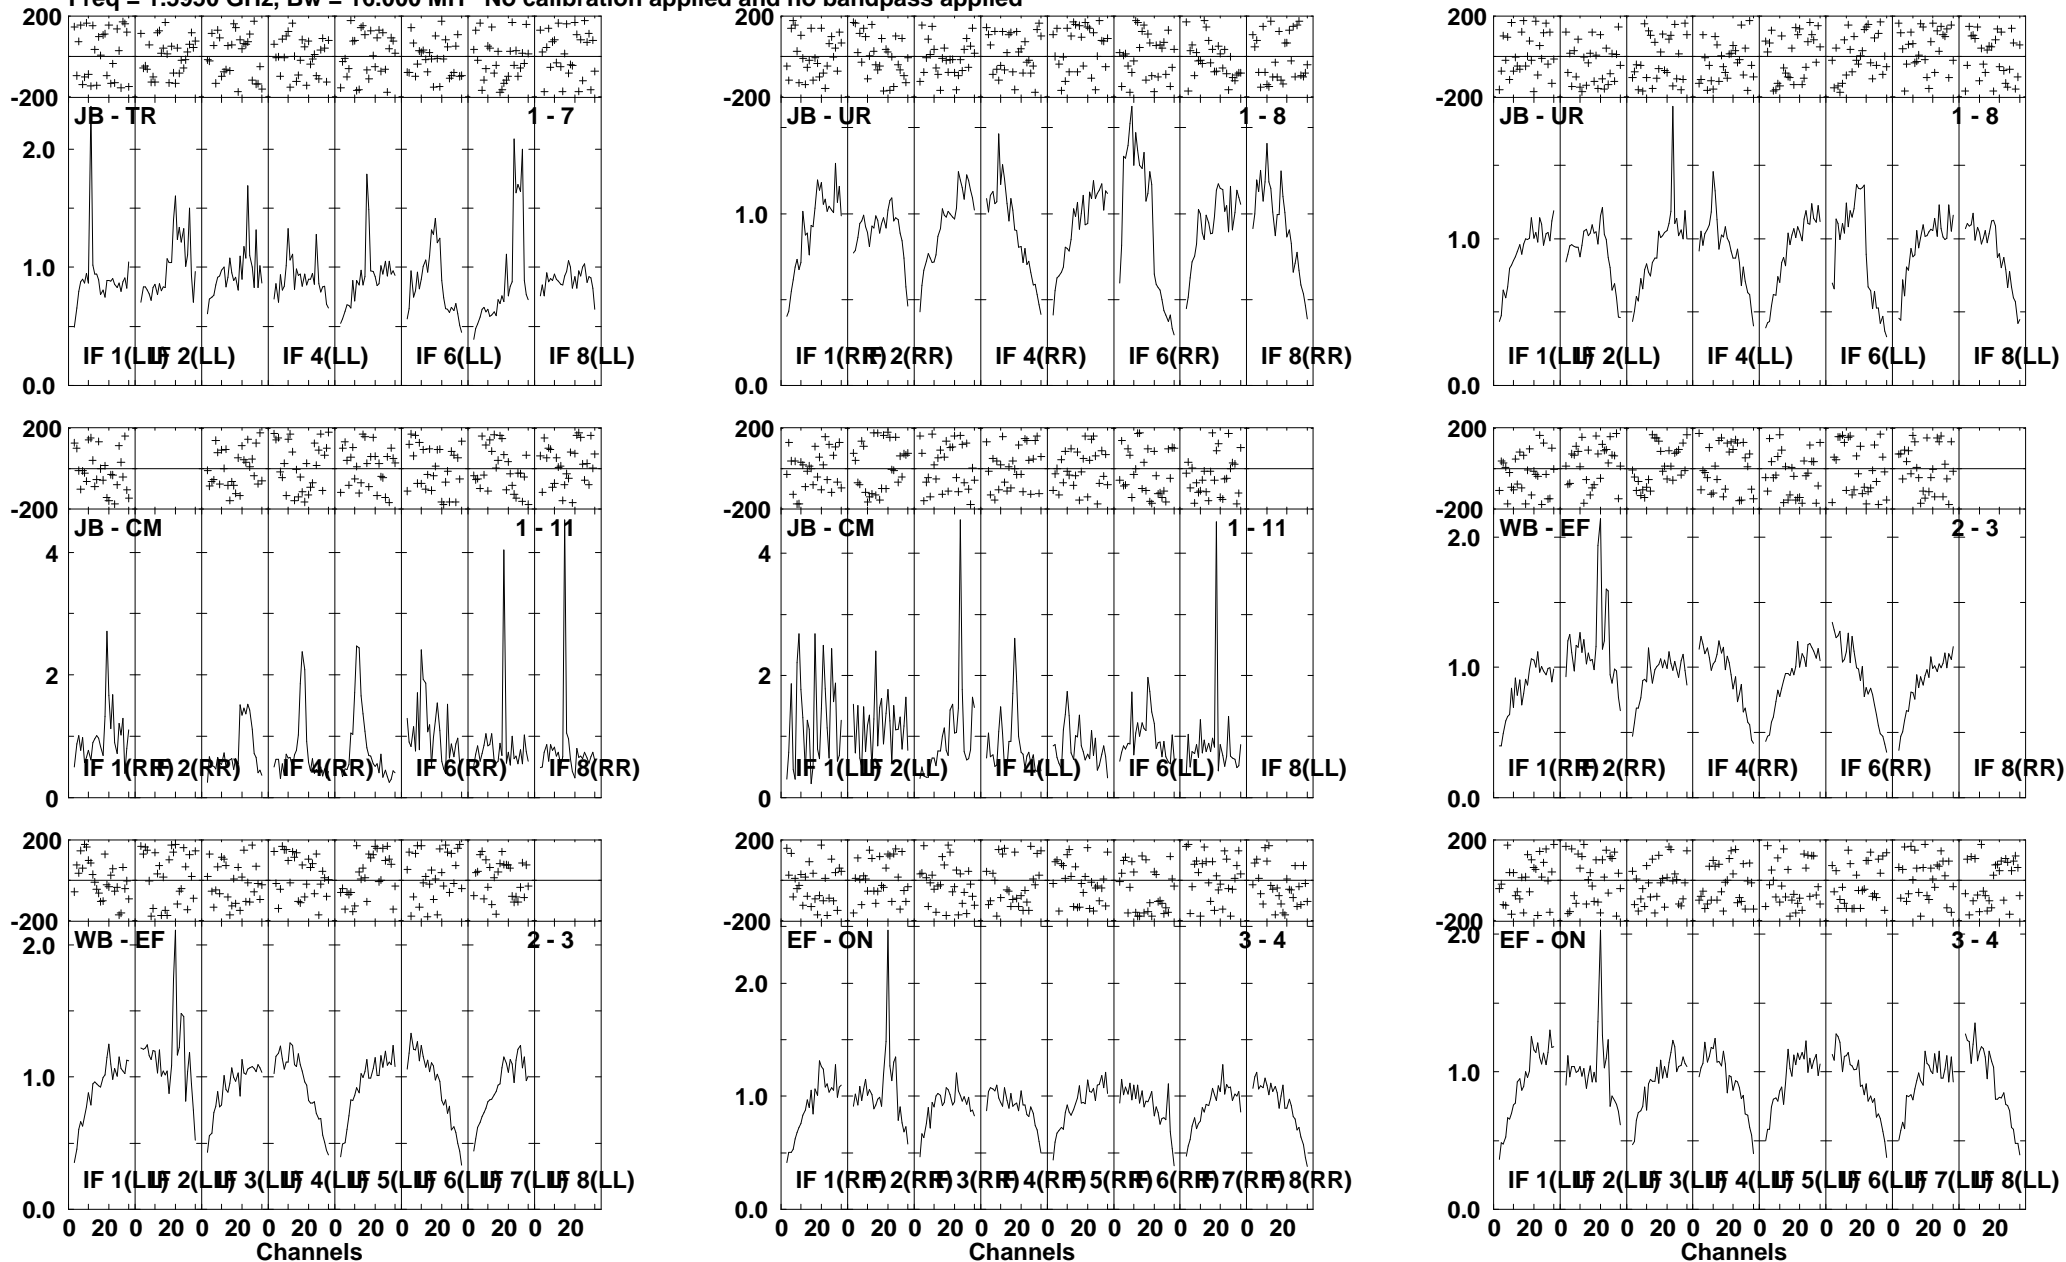 No calibration applied and no bandpass applied
200
-200
JB - TR 1 - 7
2.0
1.0
0.0
IF 1(LL) IF 2(LL) IF 4(LL) IF 6(LL) IF 8(LL)
JB - UR 1 - 8
1.0
0.0
IF 1(RR) IF 2(RR) IF 4(RR) IF 6(RR) IF 8(RR)
200
-200
JB - UR 1 - 8
1.0
0.0
IF 1(LL) IF 2(LL) IF 4(LL) IF 6(LL) IF 8(LL)
200
-200
JB - CM 1 - 11
4
2
0
IF 1(RR) IF 2(RR) IF 4(RR) IF 6(RR) IF 8(RR)
200
-200
JB - CM 1 - 11
4
2
0
IF 1(LL) IF 2(LL) IF 4(LL) IF 6(LL) IF 8(LL)
200
-200
WB - EF 2 - 3
2.0
1.0
0.0
IF 1(RR) IF 2(RR) IF 4(RR) IF 6(RR) IF 8(RR)
200
-200
WB - EF 2 - 3
2.0
1.0
0.0
IF 1(LL) IF 2(LL) IF 3(LL) IF 4(LL) IF 5(LL) IF 6(LL) IF 7(LL) IF 8(LL)
0 20 0 20 0 20 0 20 0 20 0 20 0 20 0 20
Channels
200
-200
EF - ON 3 - 4
2.0
1.0
0.0
IF 1(RR) IF 2(RR) IF 3(RR) IF 4(RR) IF 5(RR) IF 6(RR) IF 7(RR) IF 8(RR)
0 20 0 20 0 20 0 20 0 20 0 20 0 20 0 20
Channels
200
-200
EF - ON 3 - 4
2.0
1.0
0.0
IF 1(LL) IF 2(LL) IF 3(LL) IF 4(LL) IF 5(LL) IF 6(LL) IF 7(LL) IF 8(LL)
0 20 0 20 0 20 0 20 0 20 0 20 0 20 0 20
Channels